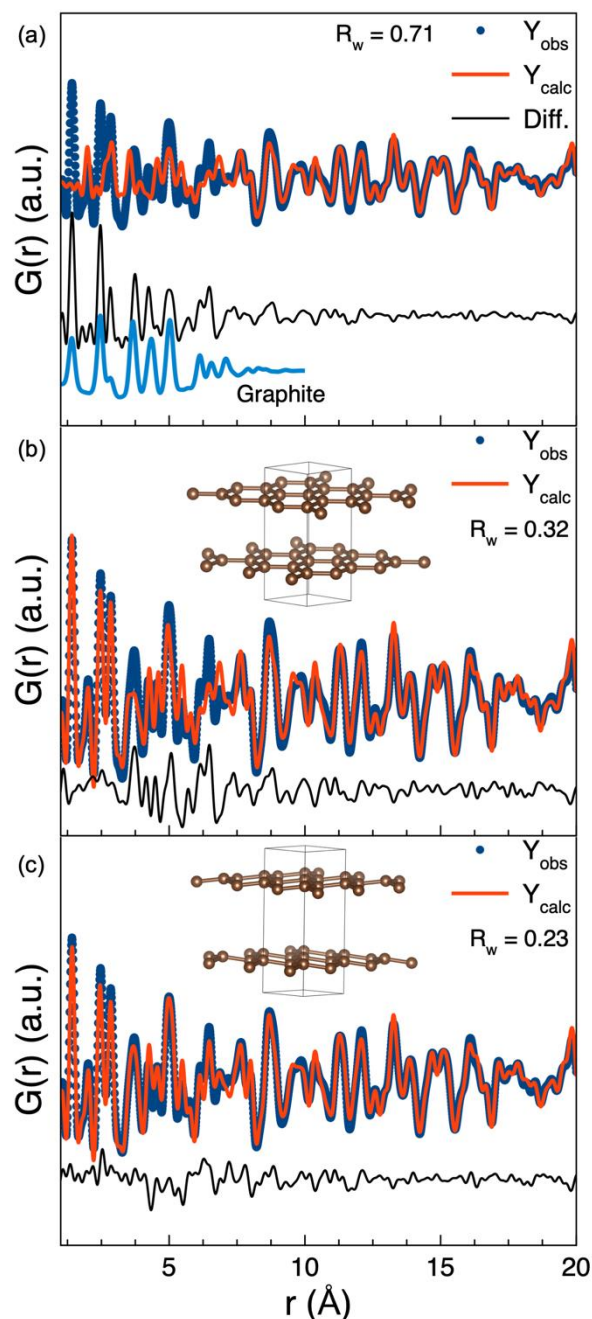 (a)
R_w = 0.71
Y_obs
Y_calc
Diff.
G(r) (a.u.)
Graphite
(b)
Y_obs
Y_calc
R_w = 0.32
G(r) (a.u.)
(c)
Y_obs
Y_calc
R_w = 0.23
G(r) (a.u.)
5 10 15 20
r (Å)